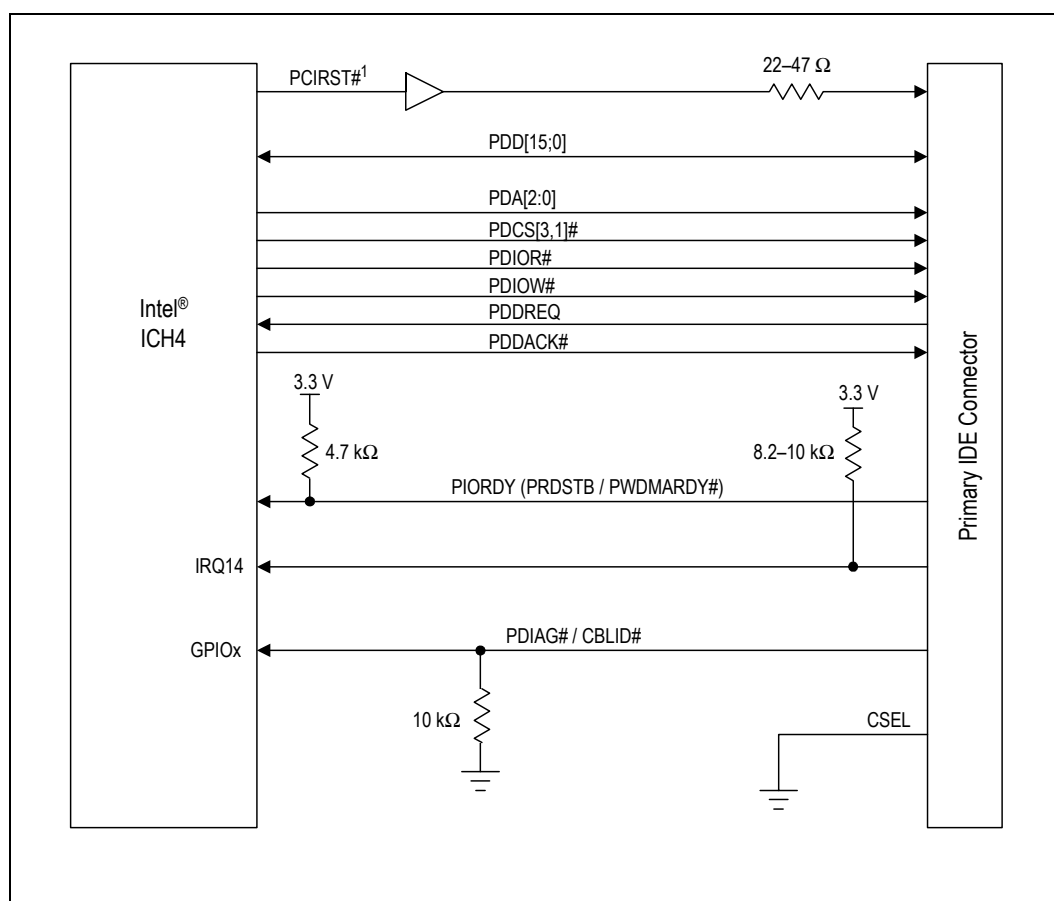 PCIRST#¹
22–47 Ω
PDD[15;0]
PDA[2:0]
PDCS[3,1]#
PDIOR#
PDIOW#
PDDREQ
PDDACK#
Intel®
ICH4
3.3 V
4.7 kΩ
3.3 V
8.2–10 kΩ
PIORDY (PRDSTB / PWDMARDY#)
IRQ14
GPIOx
PDIAG# / CBLID#
10 kΩ
CSEL
Primary IDE Connector